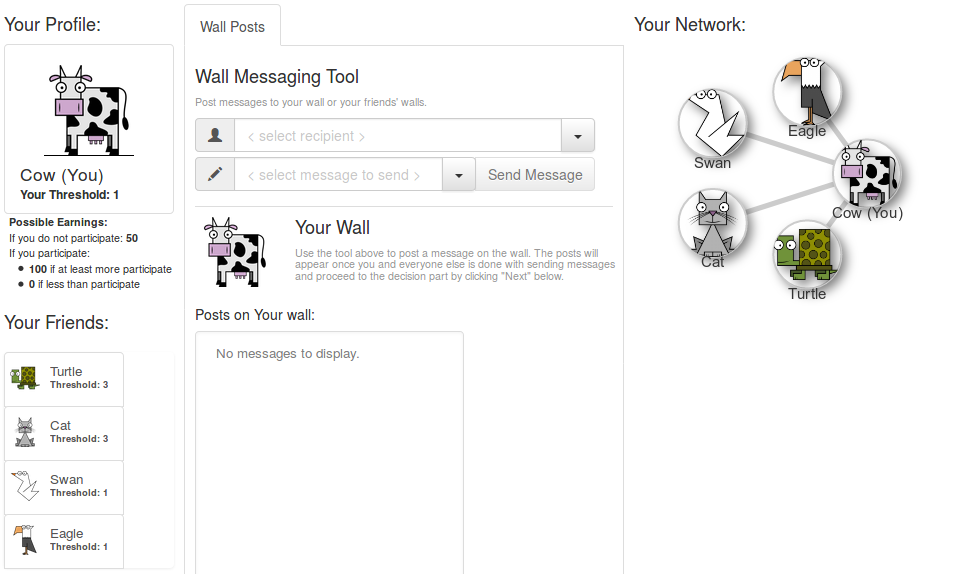 Your Profile:
Cow (You)
Your Threshold: 1
Possible Earnings:
If you do not participate: 50
If you participate:
100 if at least more participate
0 if less than participate
Your Friends:
Turtle
Threshold: 3
Cat
Threshold: 3
Swan
Threshold: 1
Eagle
Threshold: 1
Wall Posts
Wall Messaging Tool
Post messages to your wall or your friends' walls.
< select recipient >
< select message to send >
Send Message
Your Wall
Use the tool above to post a message on the wall. The posts will
appear once you and everyone else is done with sending messages
and proceed to the decision part by clicking "Next" below.
Posts on Your wall:
No messages to display.
Your Network:
Eagle
Swan
Cow (You)
Cat
Turtle